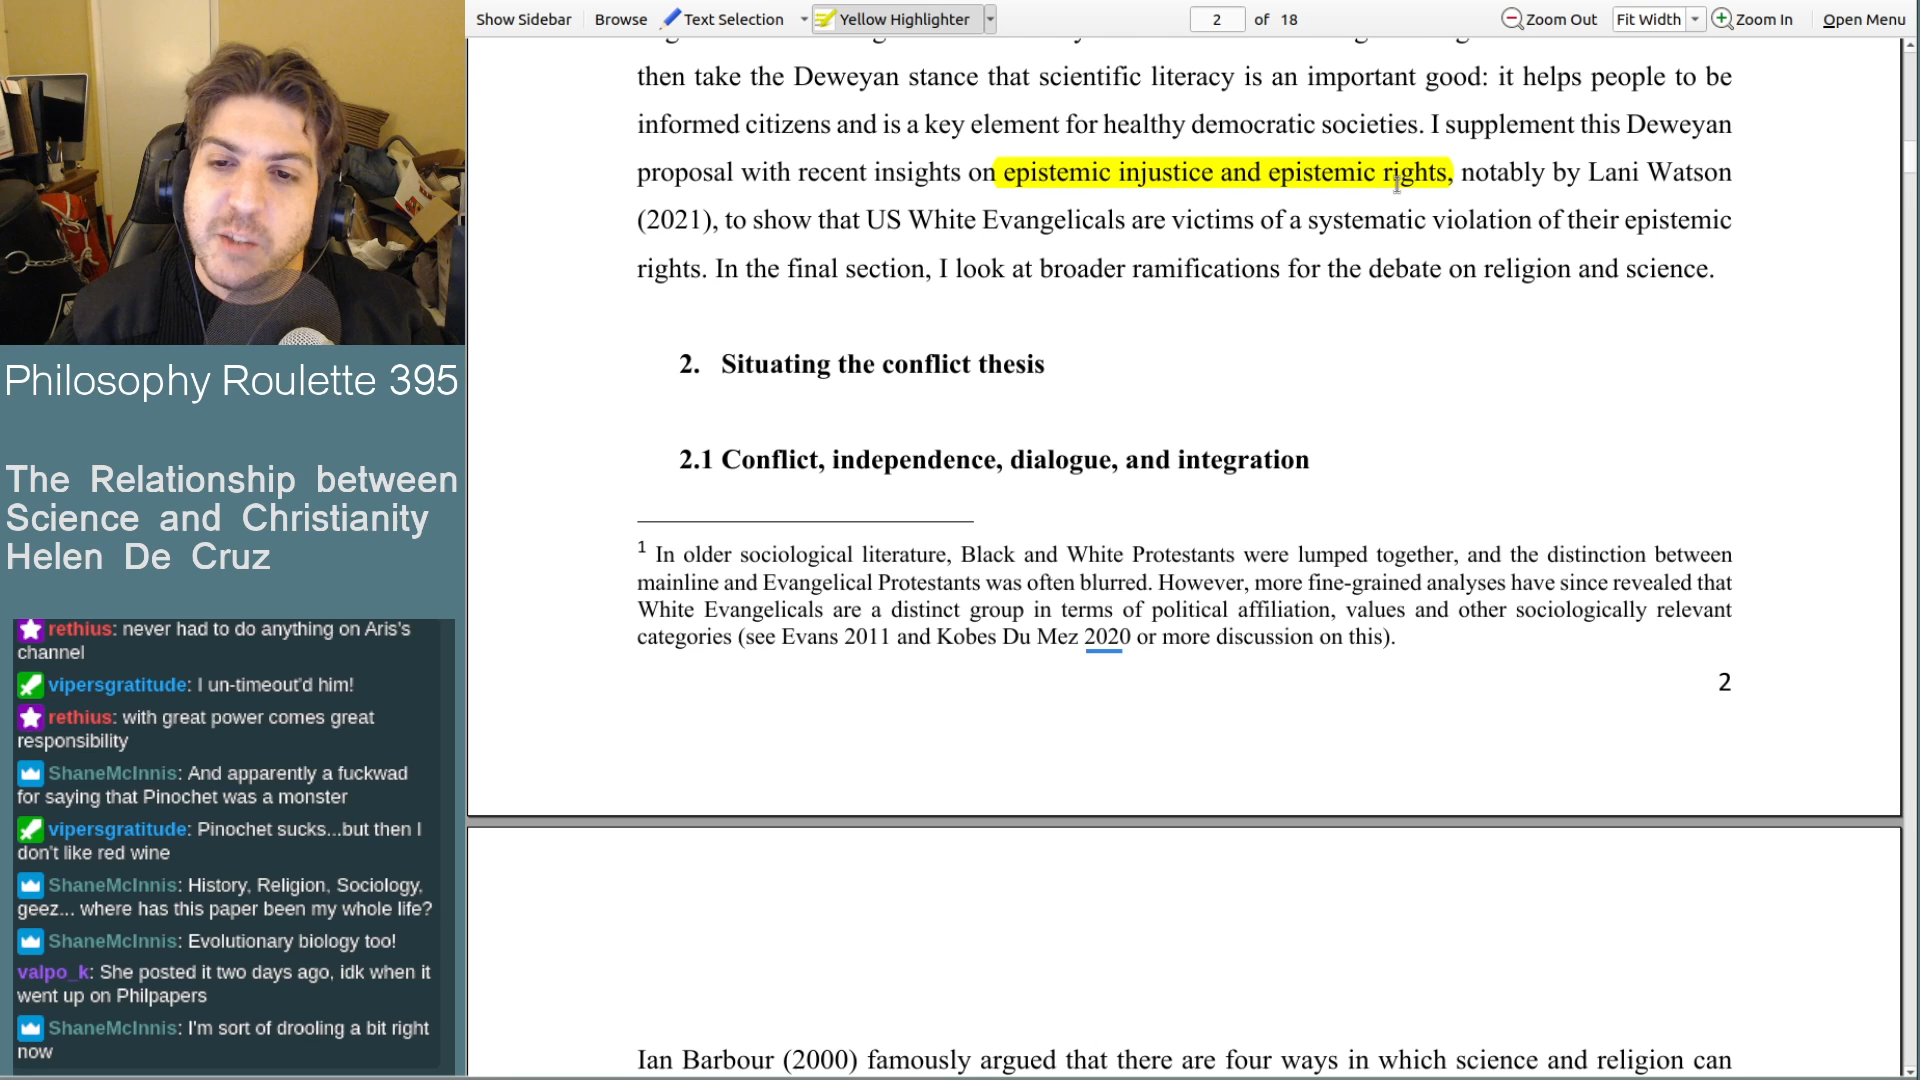 Show Sidebar Browse Text Selection Yellow Highlighter 2 of 18 Zoom Out Fit Width Zoom In Open Menu
then take the Deweyan stance that scientific literacy is an important good: it helps people to be
informed citizens and is a key element for healthy democratic societies. I supplement this Deweyan
proposal with recent insights on epistemic injustice and epistemic rights, notably by Lani Watson
(2021), to show that US White Evangelicals are victims of a systematic violation of their epistemic
rights. In the final section, I look at broader ramifications for the debate on religion and science.
2. Situating the conflict thesis
2.1 Conflict, independence, dialogue, and integration
1 In older sociological literature, Black and White Protestants were lumped together, and the distinction between
mainline and Evangelical Protestants was often blurred. However, more fine-grained analyses have since revealed that
White Evangelicals are a distinct group in terms of political affiliation, values and other sociologically relevant
categories (see Evans 2011 and Kobes Du Mez 2020 or more discussion on this).
2
Ian Barbour (2000) famously argued that there are four ways in which science and religion can
Philosophy Roulette 395
The Relationship between
Science and Christianity
Helen De Cruz
rethius: never had to do anything on Aris's
channel
vipersgratitude: I un-timeout'd him!
rethius: with great power comes great
responsibility
ShaneMcInnis: And apparently a fuckwad
for saying that Pinochet was a monster
vipersgratitude: Pinochet sucks...but then I
don't like red wine
ShaneMcInnis: History, Religion, Sociology,
geez... where has this paper been my whole life?
ShaneMcInnis: Evolutionary biology too!
valpo_k: She posted it two days ago, idk when it
went up on Philpapers
ShaneMcInnis: I'm sort of drooling a bit right
now